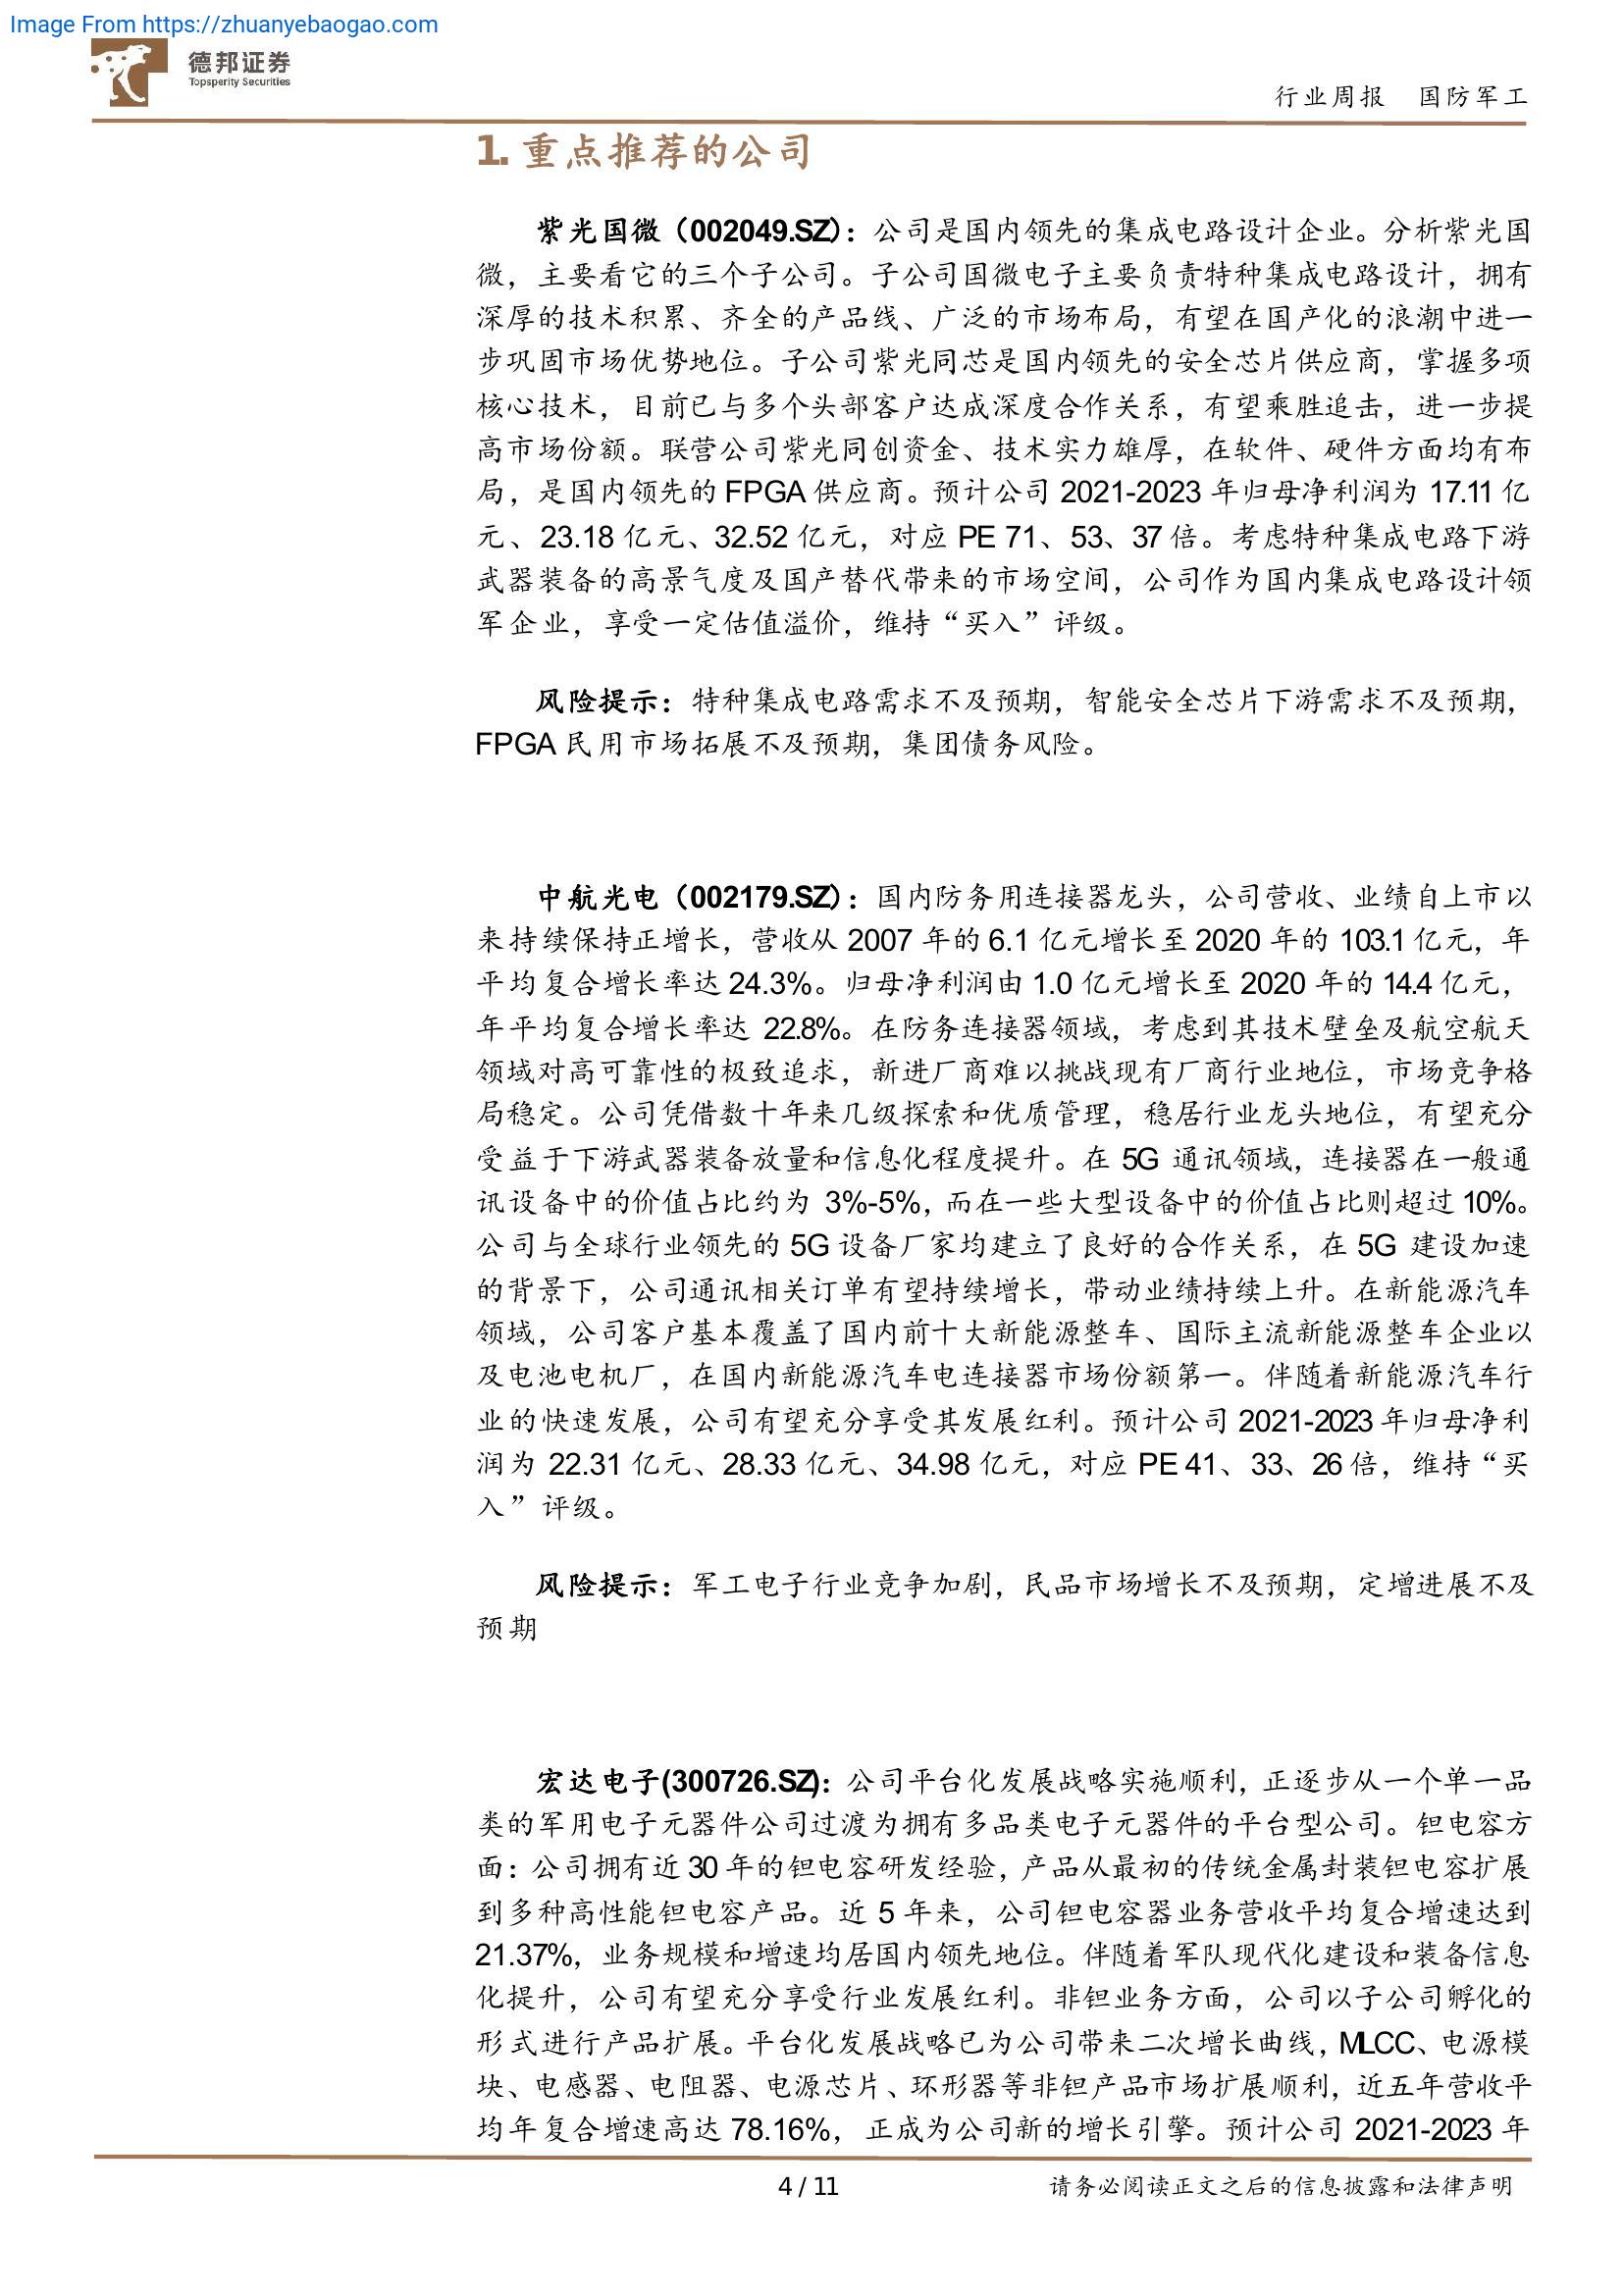 Image From https://zhuanyebaogao.com
德邦证券
Topsperity Securities
行业周报 国防军工
1. 重点推荐的公司
紫光国微（002049.SZ）：公司是国内领先的集成电路设计企业。分析紫光国
微，主要看它的三个子公司。子公司国微电子主要负责特种集成电路设计，拥有
深厚的技术积累、齐全的产品线、广泛的市场布局，有望在国产化的浪潮中进一
步巩固市场优势地位。子公司紫光同芯是国内领先的安全芯片供应商，掌握多项
核心技术，目前已与多个头部客户达成深度合作关系，有望乘胜追击，进一步提
高市场份额。联营公司紫光同创资金、技术实力雄厚，在软件、硬件方面均有布
局，是国内领先的 FPGA 供应商。预计公司 2021-2023 年归母净利润为 17.11 亿
元、23.18 亿元、32.52 亿元，对应 PE 71、53、37 倍。考虑特种集成电路下游
武器装备的高景气度及国产替代带来的市场空间，公司作为国内集成电路设计领
军企业，享受一定估值溢价，维持“买入”评级。
风险提示：特种集成电路需求不及预期，智能安全芯片下游需求不及预期，
FPGA 民用市场拓展不及预期，集团债务风险。
中航光电（002179.SZ）：国内防务用连接器龙头，公司营收、业绩自上市以
来持续保持正增长，营收从 2007 年的 6.1 亿元增长至 2020 年的 103.1 亿元，年
平均复合增长率达 24.3%。归母净利润由 1.0 亿元增长至 2020 年的 14.4 亿元，
年平均复合增长率达 22.8%。在防务连接器领域，考虑到其技术壁垒及航空航天
领域对高可靠性的极致追求，新进厂商难以挑战现有厂商行业地位，市场竞争格
局稳定。公司凭借数十年来几级探索和优质管理，稳居行业龙头地位，有望充分
受益于下游武器装备放量和信息化程度提升。在 5G 通讯领域，连接器在一般通
讯设备中的价值占比约为 3%-5%，而在一些大型设备中的价值占比则超过 10%。
公司与全球行业领先的 5G 设备厂家均建立了良好的合作关系，在 5G 建设加速
的背景下，公司通讯相关订单有望持续增长，带动业绩持续上升。在新能源汽车
领域，公司客户基本覆盖了国内前十大新能源整车、国际主流新能源整车企业以
及电池电机厂，在国内新能源汽车电连接器市场份额第一。伴随着新能源汽车行
业的快速发展，公司有望充分享受其发展红利。预计公司 2021-2023 年归母净利
润为 22.31 亿元、28.33 亿元、34.98 亿元，对应 PE 41、33、26 倍，维持“买
入”评级。
风险提示：军工电子行业竞争加剧，民品市场增长不及预期，定增进展不及
预期
宏达电子(300726.SZ)：公司平台化发展战略实施顺利，正逐步从一个单一品
类的军用电子元器件公司过渡为拥有多品类电子元器件的平台型公司。钽电容方
面：公司拥有近 30 年的钽电容研发经验，产品从最初的传统金属封装钽电容扩展
到多种高性能钽电容产品。近 5 年来，公司钽电容器业务营收平均复合增速达到
21.37%，业务规模和增速均居国内领先地位。伴随着军队现代化建设和装备信息
化提升，公司有望充分享受行业发展红利。非钽业务方面，公司以子公司孵化的
形式进行产品扩展。平台化发展战略已为公司带来二次增长曲线，MLCC、电源模
块、电感器、电阻器、电源芯片、环形器等非钽产品市场扩展顺利，近五年营收平
均年复合增速高达 78.16%，正成为公司新的增长引擎。预计公司 2021-2023 年
4 / 11
请务必阅读正文之后的信息披露和法律声明